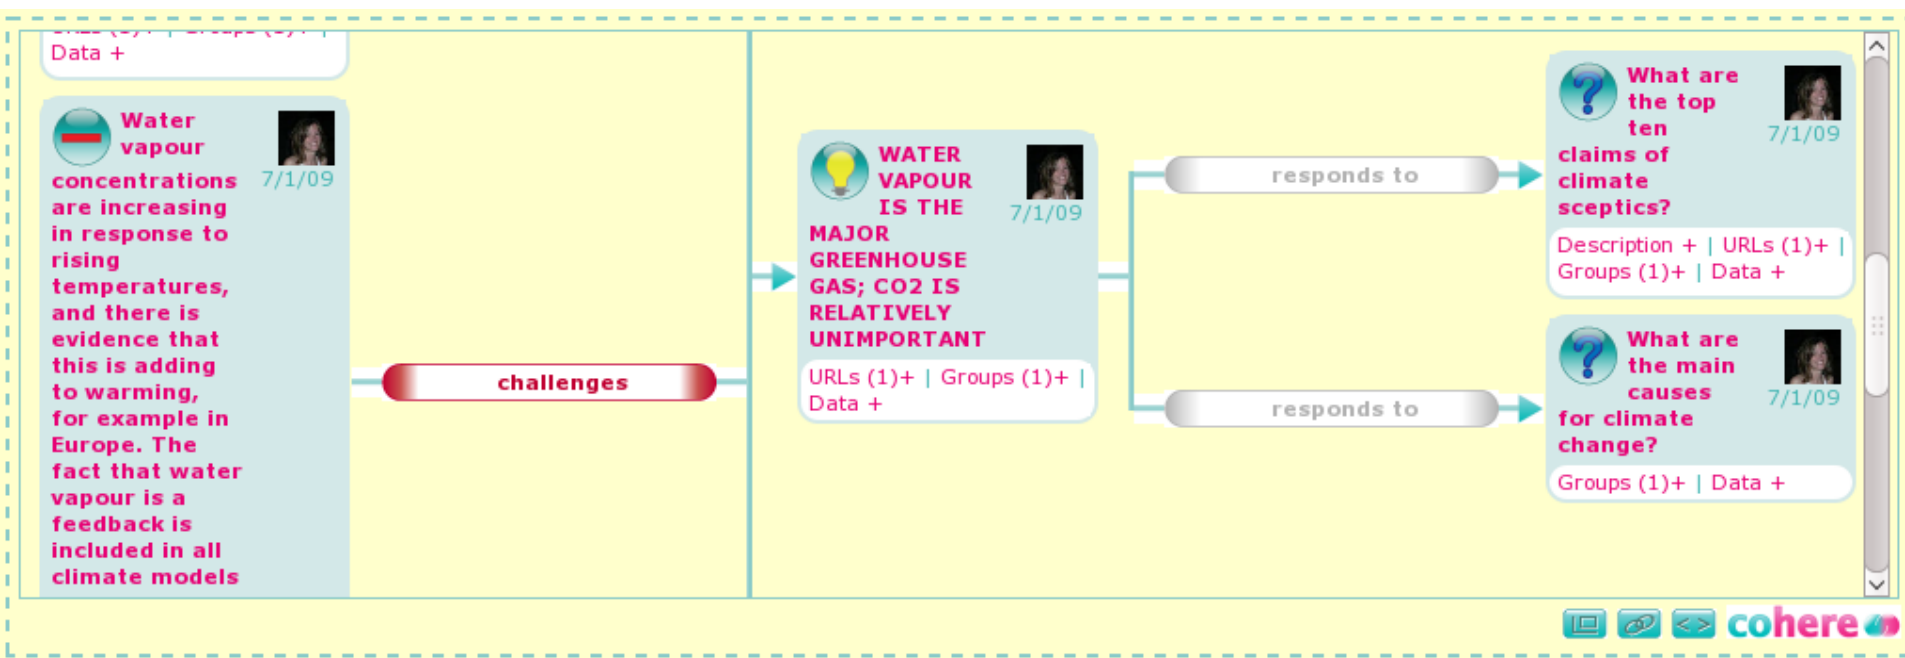 Data +
Water
vapour
7/1/09
concentrations
are increasing
in response to
rising
temperatures,
and there is
evidence that
this is adding
to warming,
for example in
Europe. The
fact that water
vapour is a
feedback is
included in all
climate models
challenges
WATER
VAPOUR
IS THE
7/1/09
MAJOR
GREENHOUSE
GAS; CO2 IS
RELATIVELY
UNIMPORTANT
URLs (1)+ | Groups (1)+ |
Data +
responds to
responds to
What are
the top
ten
7/1/09
claims of
climate
sceptics?
Description + | URLs (1)+ |
Groups (1)+ | Data +
What are
the main
causes
7/1/09
for climate
change?
Groups (1)+ | Data +
cohere